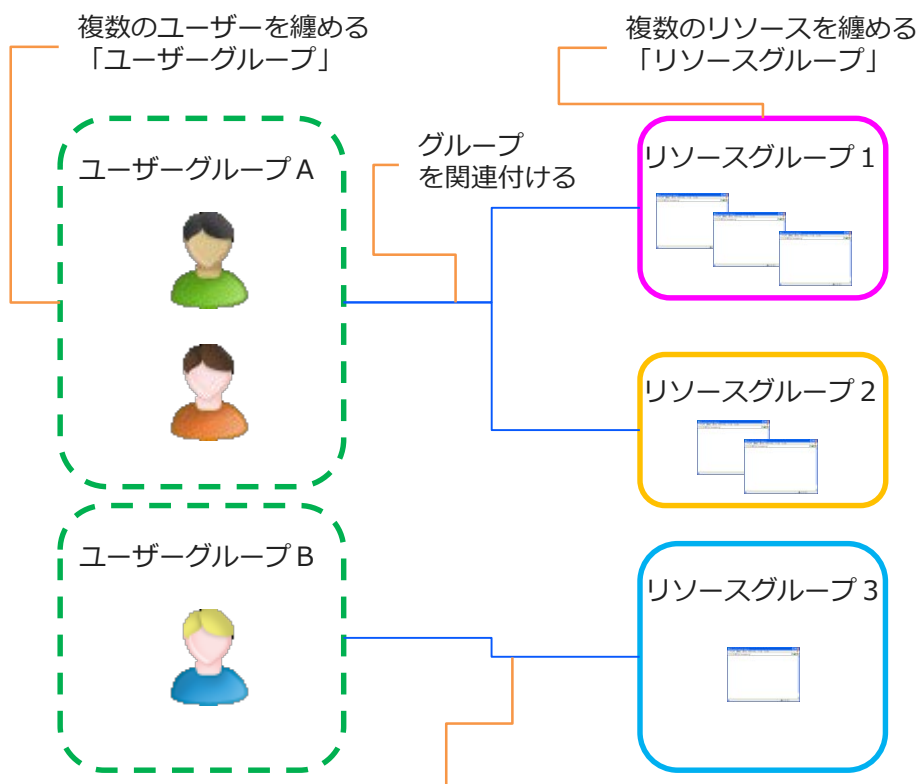 複数のユーザーを纏める
「ユーザーグループ」
複数のリソースを纏める
「リソースグループ」
グループ
を関連付ける
ユーザーグループA
リソースグループ1
リソースグループ2
ユーザーグループB
リソースグループ3